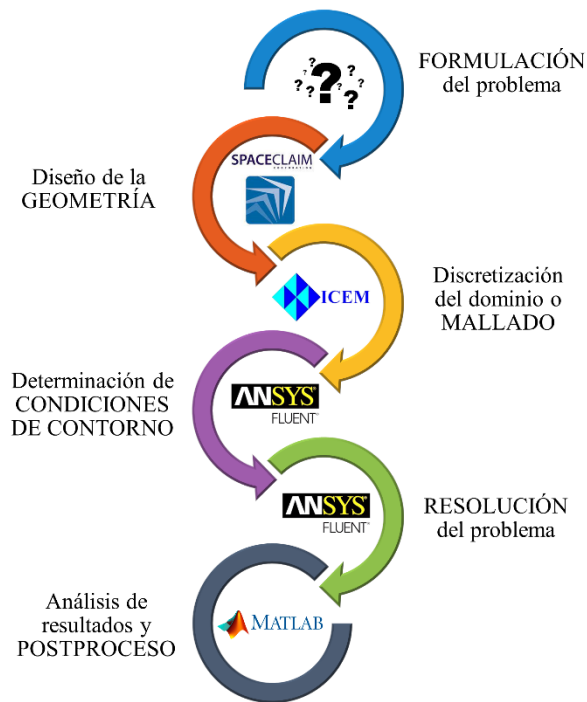 ? ? ? ? ? ? ?
FORMULACIÓN
del problema
SPACECLAIM
Diseño de la
GEOMETRÍA
ICEM
Discretización
del dominio o
MALLADO
Determinación de
CONDICIONES
DE CONTORNO
ANSYS®
FLUENT®
ANSYS®
FLUENT®
RESOLUCIÓN
del problema
Análisis de
resultados y
POSTPROCESO
MATLAB